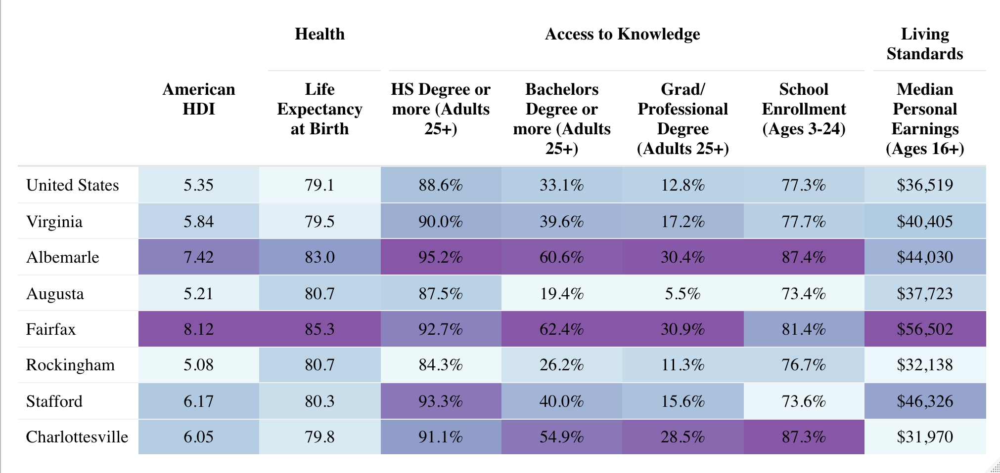 Health Access to Knowledge Living
Standards
American
HDI
Life
Expectancy
at Birth
HS Degree or
more (Adults
25+)
Bachelors
Degree or
more (Adults
25+)
Grad/
Professional
Degree
(Adults 25+)
School
Enrollment
(Ages 3-24)
Median
Personal
Earnings
(Ages 16+)
United States 5.35 79.1 88.6% 33.1% 12.8% 77.3% $36,519
Virginia 5.84 79.5 90.0% 39.6% 17.2% 77.7% $40,405
Albemarle 7.42 83.0 95.2% 60.6% 30.4% 87.4% $44,030
Augusta 5.21 80.7 87.5% 19.4% 5.5% 73.4% $37,723
Fairfax 8.12 85.3 92.7% 62.4% 30.9% 81.4% $56,502
Rockingham 5.08 80.7 84.3% 26.2% 11.3% 76.7% $32,138
Stafford 6.17 80.3 93.3% 40.0% 15.6% 73.6% $46,326
Charlottesville 6.05 79.8 91.1% 54.9% 28.5% 87.3% $31,970